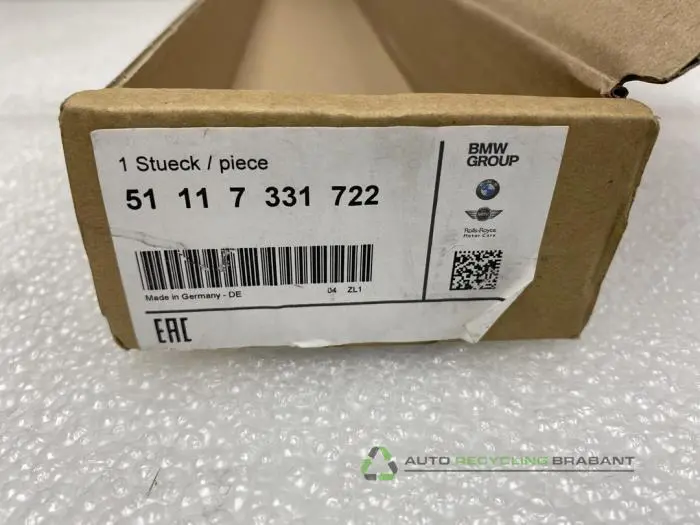 1 Stueck / piece
51 11 7 331 722
Made in Germany - DE 04 ZL1
EAC
BMW
GROUP
MINI
Rolls-Royce
Motor Cars
AUTO RECYCLING BRABANT